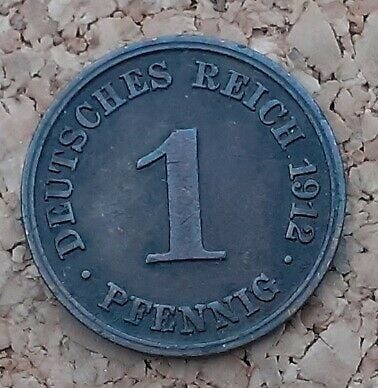 DEUTSCHES REICH 1912
1
· PFENNIG ·